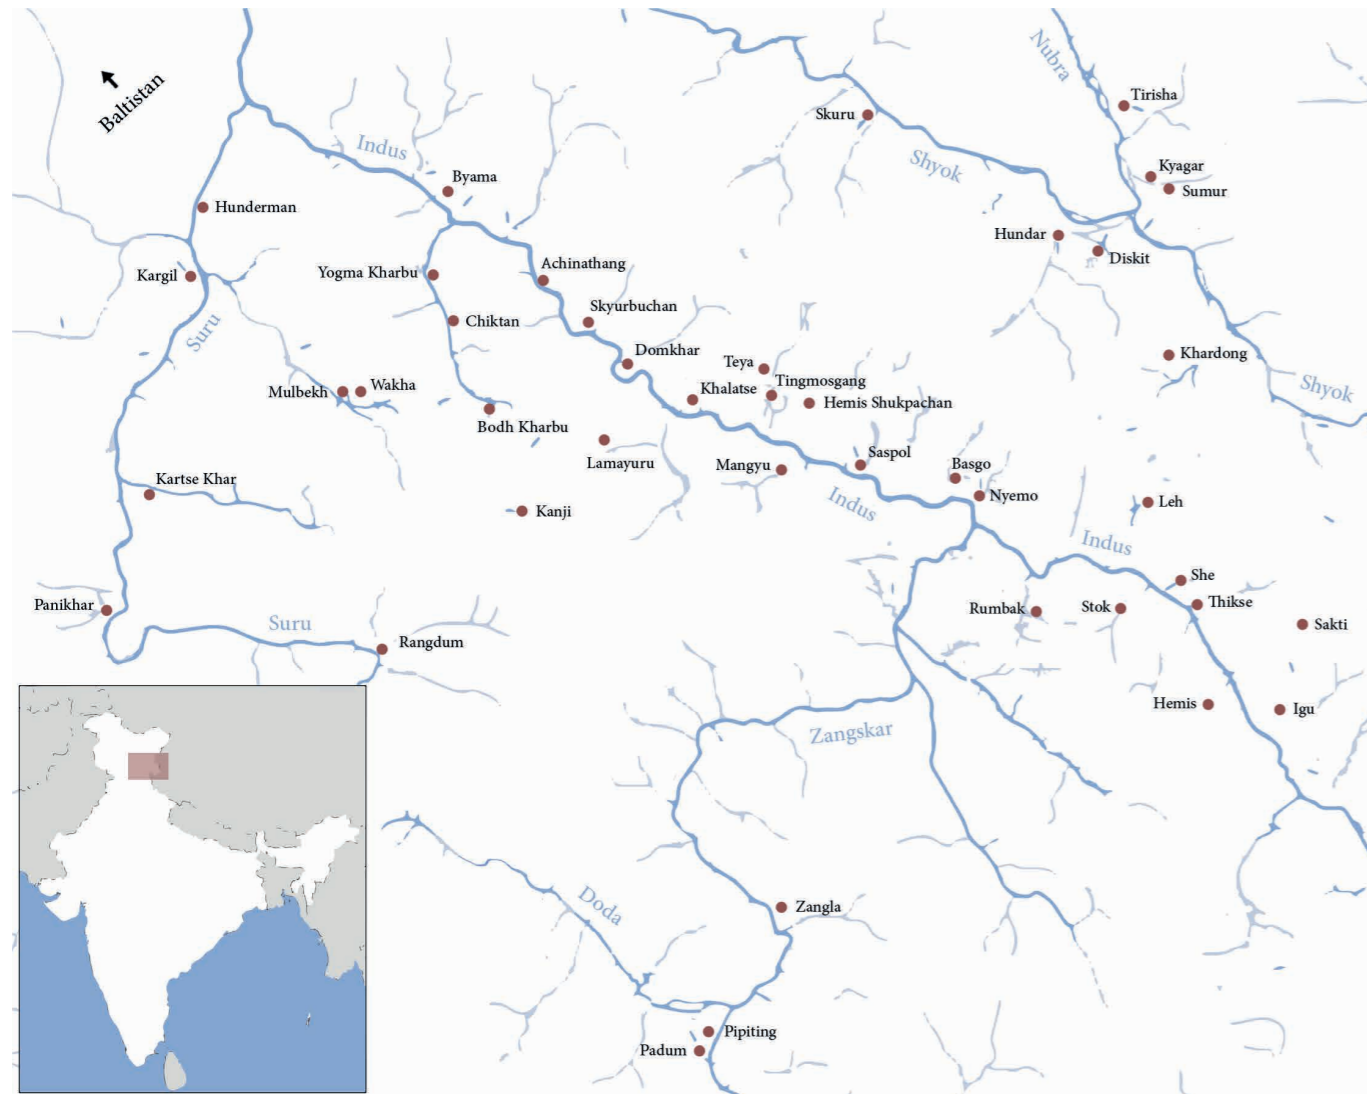 Baltistan
Nubra
Tirisha
Skuru
Indus
Shyok
Kyagar
Byama
Sumur
Hunderman
Hundar
Diskit
Achinathang
Yogma Kharbu
Kargil
Skyurbuchan
Chiktan
Suru
Domkhar
Khardong
Teya
Tingmosgang
Shyok
Mulbekh
Wakha
Khalatse
Hemis Shukpachan
Bodh Kharbu
Saspol
Lamayuru
Mangyu
Basgo
Kartse Khar
Nyemo
Leh
Indus
Kanji
Indus
She
Thikse
Panikhar
Rumbak
Stok
Suru
Sakti
Rangdum
Hemis
Igu
Zangskar
Doda
Zangla
Pipiting
Padum